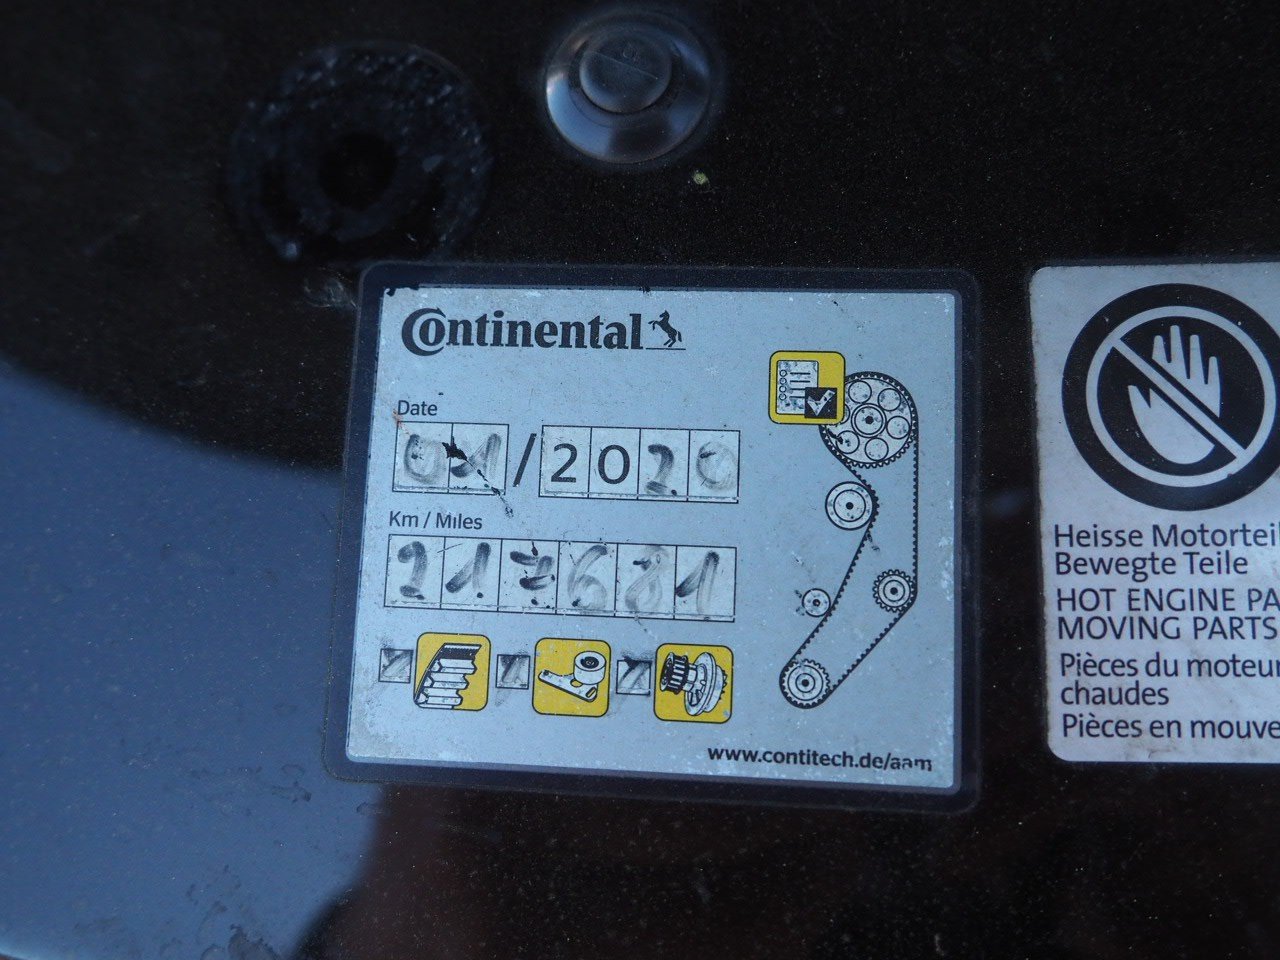 Continental
Date
01/2020
Km / Miles
217681
www.contitech.de/aam
Heisse Motorteil
Bewegte Teile
HOT ENGINE PA
MOVING PARTS
Pièces du moteur
chaudes
Pièces en mouve